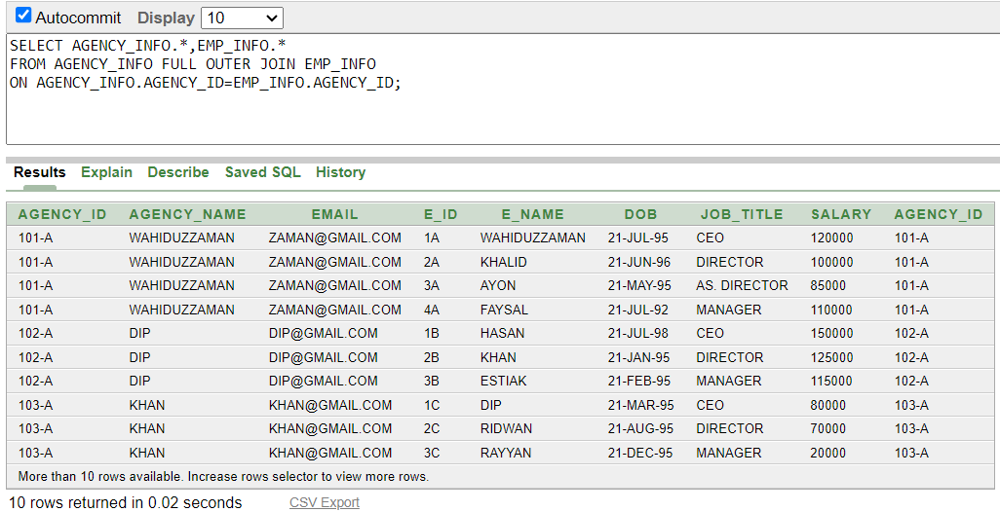 Autocommit Display 10
SELECT AGENCY_INFO.*,EMP_INFO.*
FROM AGENCY_INFO FULL OUTER JOIN EMP_INFO
ON AGENCY_INFO.AGENCY_ID=EMP_INFO.AGENCY_ID;
Results Explain Describe Saved SQL History
AGENCY_ID AGENCY_NAME EMAIL E_ID E_NAME DOB JOB_TITLE SALARY AGENCY_ID
101-A WAHIDUZZAMAN ZAMAN@GMAIL.COM 1A WAHIDUZZAMAN 21-JUL-95 CEO 120000 101-A
101-A WAHIDUZZAMAN ZAMAN@GMAIL.COM 2A KHALID 21-JUN-96 DIRECTOR 100000 101-A
101-A WAHIDUZZAMAN ZAMAN@GMAIL.COM 3A AYON 21-MAY-95 AS. DIRECTOR 85000 101-A
101-A WAHIDUZZAMAN ZAMAN@GMAIL.COM 4A FAYSAL 21-JUL-92 MANAGER 110000 101-A
102-A DIP DIP@GMAIL.COM 1B HASAN 21-JUL-98 CEO 150000 102-A
102-A DIP DIP@GMAIL.COM 2B KHAN 21-JAN-95 DIRECTOR 125000 102-A
102-A DIP DIP@GMAIL.COM 3B ESTIAK 21-FEB-95 MANAGER 115000 102-A
103-A KHAN KHAN@GMAIL.COM 1C DIP 21-MAR-95 CEO 80000 103-A
103-A KHAN KHAN@GMAIL.COM 2C RIDWAN 21-AUG-95 DIRECTOR 70000 103-A
103-A KHAN KHAN@GMAIL.COM 3C RAYYAN 21-DEC-95 MANAGER 20000 103-A
More than 10 rows available. Increase rows selector to view more rows.
10 rows returned in 0.02 seconds CSV Export